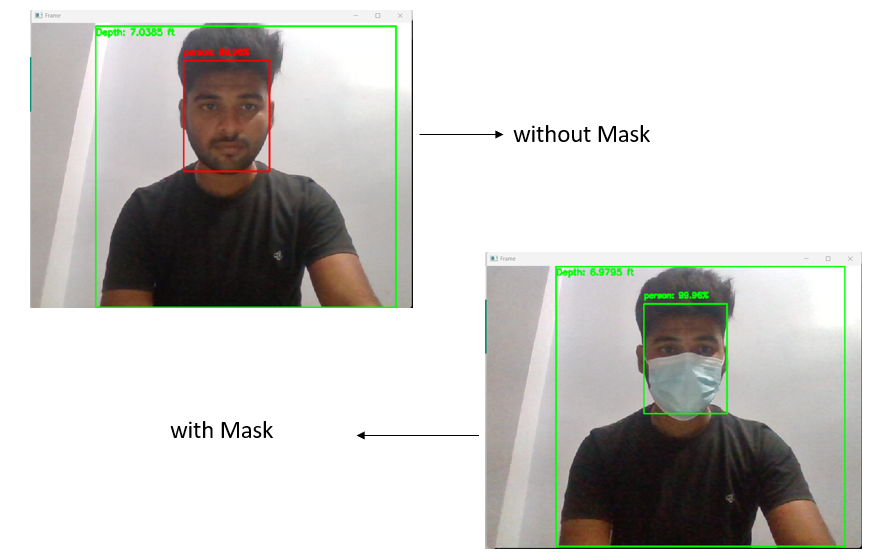 Frame
Depth: 7.0385 ft
without Mask
Frame
Depth: 6.9795 ft
person: 99.96%
with Mask